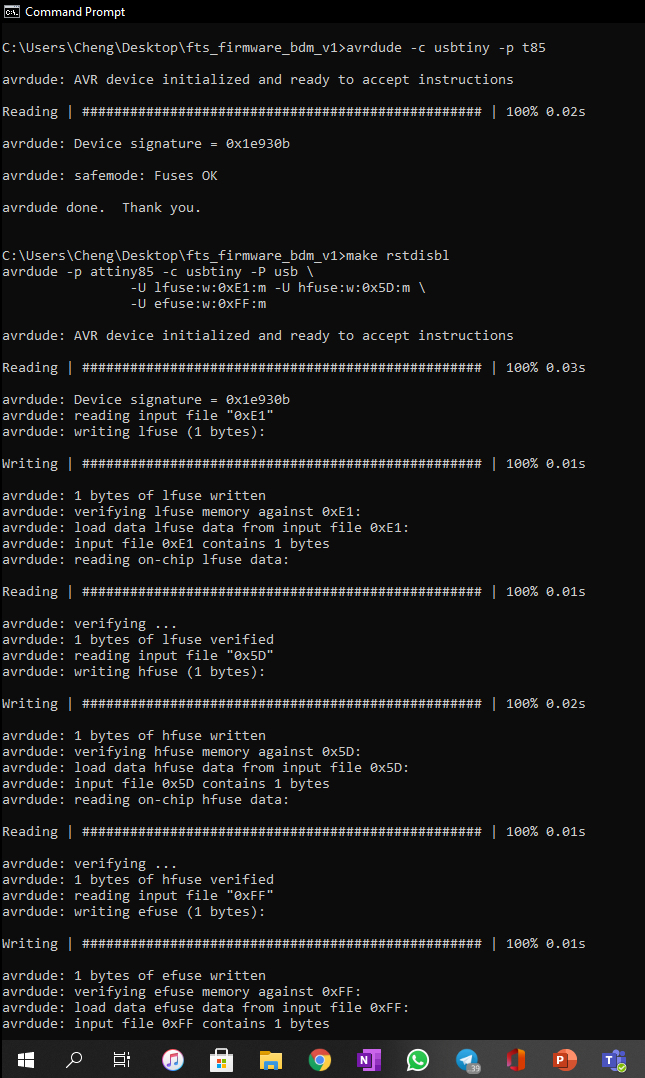 Command Prompt
C:\Users\Cheng\Desktop\fts_firmware_bdm_v1>avrdude -c usbtiny -p t85
avrdude: AVR device initialized and ready to accept instructions
Reading | ################################################## | 100% 0.02s
avrdude: Device signature = 0x1e930b
avrdude: safemode: Fuses OK
avrdude done.  Thank you.
C:\Users\Cheng\Desktop\fts_firmware_bdm_v1>make rstdisbl
avrdude -p attiny85 -c usbtiny -P usb \
                -U lfuse:w:0xE1:m -U hfuse:w:0x5D:m \
                -U efuse:w:0xFF:m
avrdude: AVR device initialized and ready to accept instructions
Reading | ################################################## | 100% 0.03s
avrdude: Device signature = 0x1e930b
avrdude: reading input file "0xE1"
avrdude: writing lfuse (1 bytes):
Writing | ################################################## | 100% 0.01s
avrdude: 1 bytes of lfuse written
avrdude: verifying lfuse memory against 0xE1:
avrdude: load data lfuse data from input file 0xE1:
avrdude: input file 0xE1 contains 1 bytes
avrdude: reading on-chip lfuse data:
Reading | ################################################## | 100% 0.01s
avrdude: verifying ...
avrdude: 1 bytes of lfuse verified
avrdude: reading input file "0x5D"
avrdude: writing hfuse (1 bytes):
Writing | ################################################## | 100% 0.02s
avrdude: 1 bytes of hfuse written
avrdude: verifying hfuse memory against 0x5D:
avrdude: load data hfuse data from input file 0x5D:
avrdude: input file 0x5D contains 1 bytes
avrdude: reading on-chip hfuse data:
Reading | ################################################## | 100% 0.01s
avrdude: verifying ...
avrdude: 1 bytes of hfuse verified
avrdude: reading input file "0xFF"
avrdude: writing efuse (1 bytes):
Writing | ################################################## | 100% 0.01s
avrdude: 1 bytes of efuse written
avrdude: verifying efuse memory against 0xFF:
avrdude: load data efuse data from input file 0xFF:
avrdude: input file 0xFF contains 1 bytes
39